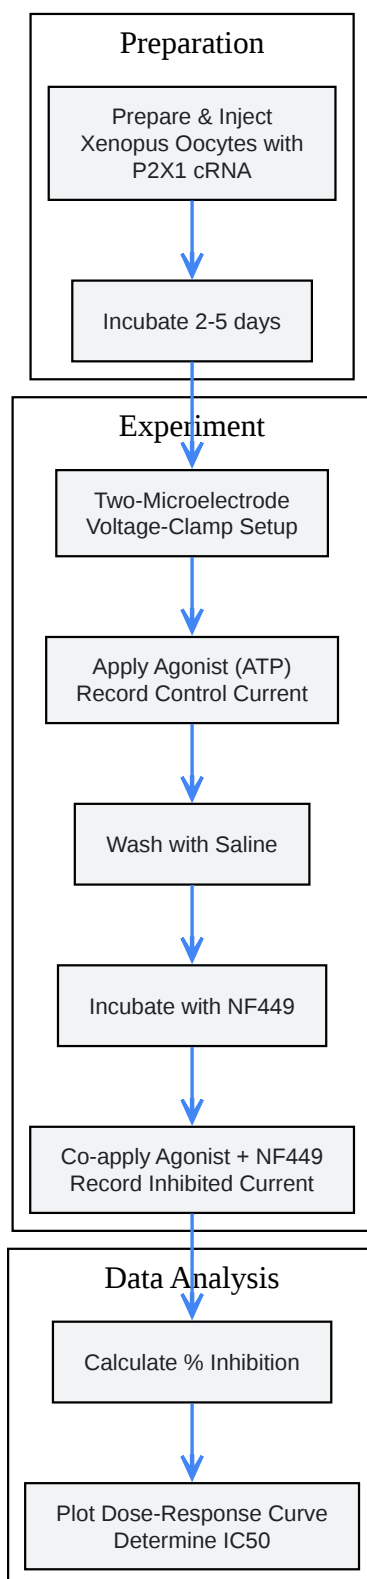 Preparation
Prepare & Inject
Xenopus Oocytes with
P2X1 cRNA
Incubate 2-5 days
Experiment
Two-Microelectrode
Voltage-Clamp Setup
Apply Agonist (ATP)
Record Control Current
Wash with Saline
Incubate with NF449
Co-apply Agonist + NF449
Record Inhibited Current
Data Analysis
Calculate % Inhibition
Plot Dose-Response Curve
Determine IC50